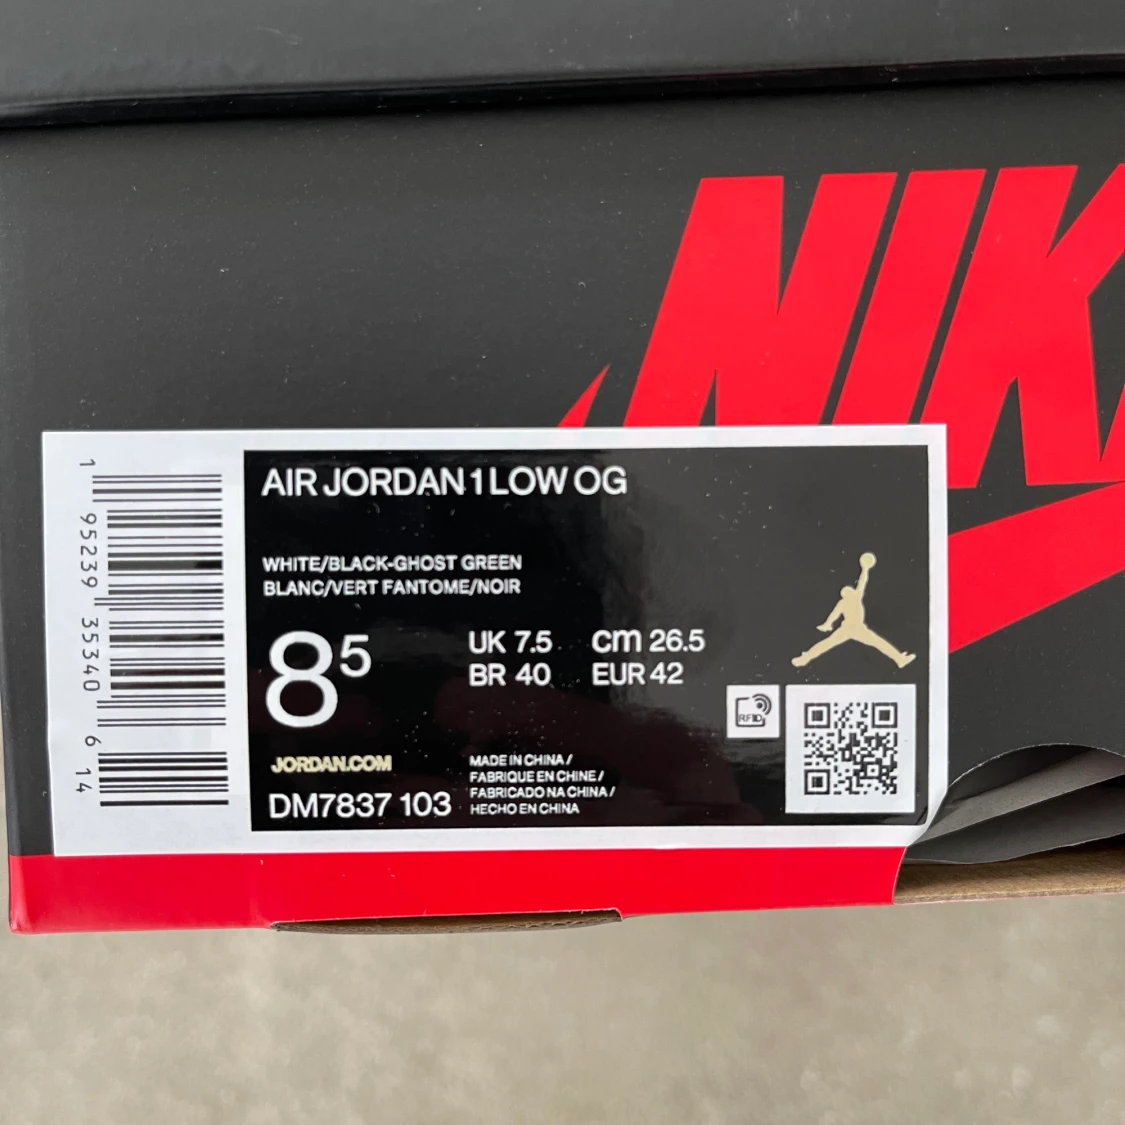 NIK
AIR JORDAN 1 LOW OG
WHITE/BLACK-GHOST GREEN
BLANC/VERT FANTOME/NOIR
8 5
UK 7.5 cm 26.5
BR 40 EUR 42
RFID
JORDAN.COM
DM7837 103
MADE IN CHINA /
FABRIQUE EN CHINE /
FABRICADO NA CHINA /
HECHO EN CHINA
1 95239 35340 6 14